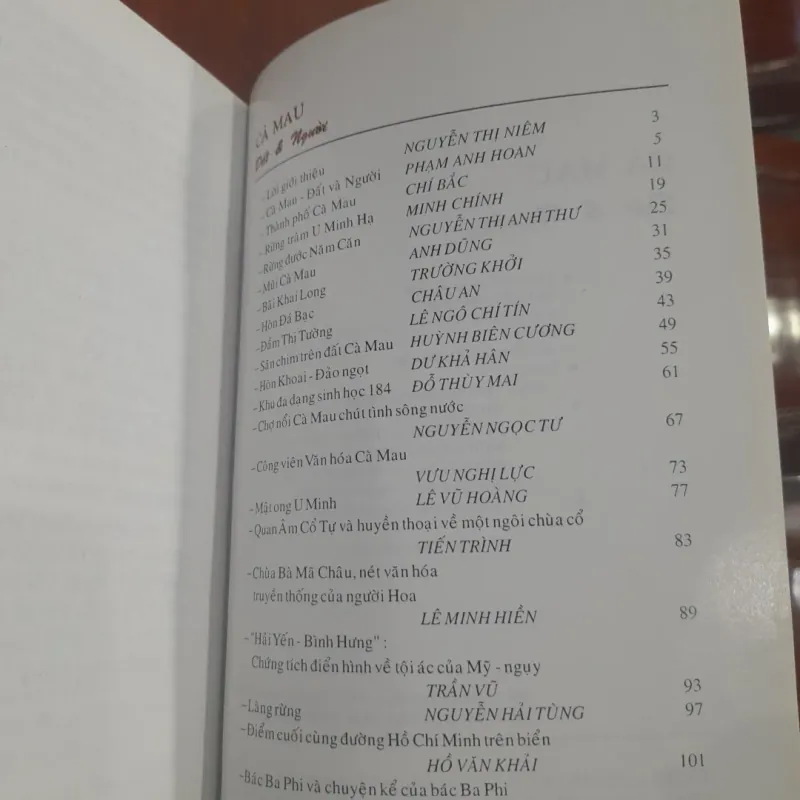 CÀ MAU
Đất & Người
- Lời giới thiệu NGUYỄN THỊ NIÊM 3
- Cà Mau - Đất và Người PHẠM ANH HOAN 5
- Thành phố Cà Mau CHÍ BẮC 11
- Rừng tràm U Minh Hạ MINH CHÍNH 19
- Rừng đước Năm Căn NGUYỄN THỊ ANH THƯ 25
- Mũi Cà Mau ANH DŨNG 31
- Bãi Khai Long TRƯỜNG KHỞI 35
- Hòn Đá Bạc CHÂU AN 39
- Đầm Thị Tường LÊ NGÔ CHÍ TÍN 43
- Sân chim trên đất Cà Mau HUỲNH BIÊN CƯƠNG 49
- Hòn Khoai - Đảo ngọt DƯ KHẢ HÂN 55
- Khu đa dạng sinh học 184 ĐỖ THÙY MAI 61
- Chợ nổi Cà Mau chút tình sông nước
NGUYỄN NGỌC TƯ 67
- Công viên Văn hóa Cà Mau
VƯU NGHỊ LỰC 73
- Mật ong U Minh LÊ VŨ HOÀNG 77
- Quan Âm Cổ Tự và huyền thoại về một ngôi chùa cổ
TIẾN TRÌNH 83
- Chùa Bà Mã Châu, nét văn hóa
truyền thống của người Hoa
LÊ MINH HIỀN 89
- "Hải Yến - Bình Hưng" :
Chứng tích điển hình về tội ác của Mỹ - ngụy
TRẦN VŨ 93
- Làng rừng NGUYỄN HẢI TÙNG 97
- Điểm cuối cùng đường Hồ Chí Minh trên biển
HỒ VĂN KHẢI 101
- Bác Ba Phi và chuyện kể của bác Ba Phi